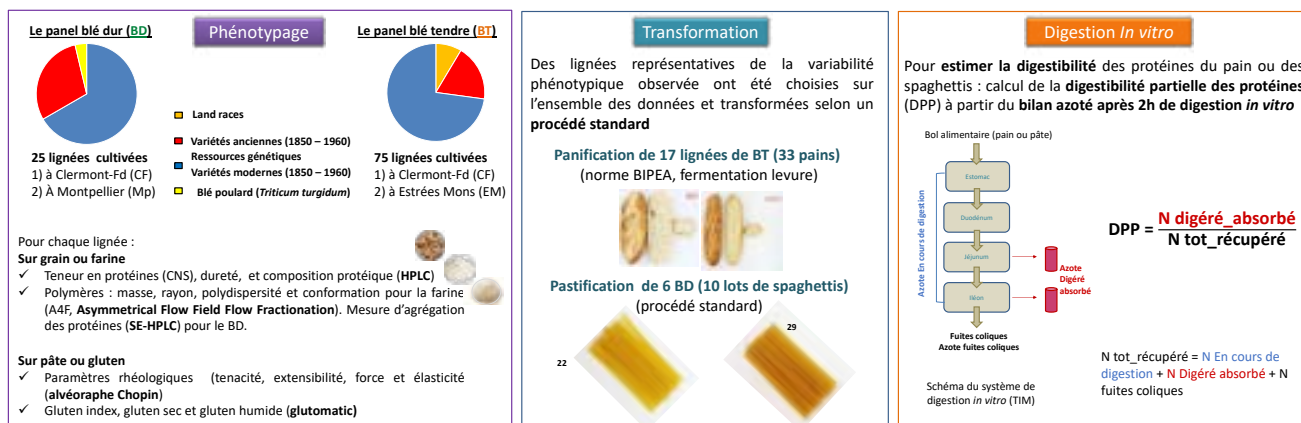 Phénotypage
Le panel blé dur (BD)
Le panel blé tendre (BT)
Land races
Variétés anciennes (1850 – 1960)
Ressources génétiques
Variétés modernes (1850 – 1960)
Blé poulard (Triticum turgidum)
25 lignées cultivées
1) à Clermont-Fd (CF)
2) À Montpellier (Mp)
75 lignées cultivées
1) à Clermont-Fd (CF)
2) à Estrées Mons (EM)
Pour chaque lignée :
Sur grain ou farine
✓ Teneur en protéines (CNS), dureté, et composition protéique (HPLC)
✓ Polymères : masse, rayon, polydispersité et conformation pour la farine
(A4F, Asymmetrical Flow Field Flow Fractionation). Mesure d'agrégation
des protéines (SE-HPLC) pour le BD.
Sur pâte ou gluten
✓ Paramètres rhéologiques (tenacité, extensibilité, force et élasticité
(alvéoraphe Chopin)
✓ Gluten index, gluten sec et gluten humide (glutomatic)
Transformation
Des lignées représentatives de la variabilité
phénotypique observée ont été choisies sur
l'ensemble des données et transformées selon un
procédé standard
Panification de 17 lignées de BT (33 pains)
(norme BIPEA, fermentation levure)
Pastification de 6 BD (10 lots de spaghettis)
(procédé standard)
22
29
Digestion In vitro
Pour estimer la digestibilité des protéines du pain ou des
spaghettis : calcul de la digestibilité partielle des protéines
(DPP) à partir du bilan azoté après 2h de digestion in vitro
Bol alimentaire (pain ou pâte)
Estomac
Duodénum
Jéjunum
Iléon
Azote En cours de digestion
Azote
Digéré
absorbé
Fuites coliques
Azote fuites coliques
Schéma du système de
digestion in vitro (TIM)
DPP = N digéré_absorbé
N tot_récupéré
N tot_récupéré = N En cours de
digestion + N Digéré absorbé + N
fuites coliques